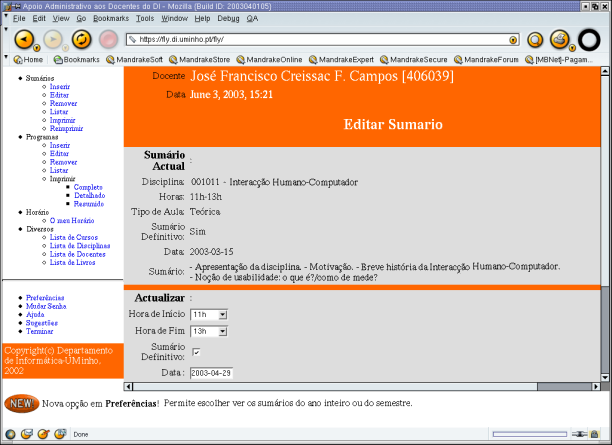 Apoio Administrativo aos Docentes do DI - Mozilla {Build ID: 2003040105}
File Edit View Go Bookmarks Tools Window Help Debug QA
https://fly.di.uminho.pt/fly/
Home Bookmarks MandrakeSoft MandrakeStore MandrakeOnline MandrakeExpert MandrakeSecure MandrakeForum [MBNet]-Pagam...
Sumários
Inserir
Editar
Remover
Listar
Imprimir
Reimprimir
Programas
Inserir
Editar
Remover
Listar
Imprimir
Completo
Detalhado
Resumido
Horário
O meu Horário
Diversos
Lista de Cursos
Lista de Disciplinas
Lista de Docentes
Lista de Livros
Preferências
Mudar Senha
Ajuda
Sugestões
Terminar
Copyright(c) Departamento
de Informática-UMinho,
2002
Docente José Francisco Creissac F. Campos [406039]
Data June 3, 2003, 15:21
Editar Sumario
Sumário
Actual :
Disciplina: 001011 - Interacção Humano-Computador
Horas: 11h-13h
Tipo de Aula: Teórica
Sumário
Definitivo: Sim
Data: 2003-03-15
Sumário: - Apresentação da disciplina. - Motivação. - Breve história da Interacção Humano-Computador.
- Noção de usabilidade: o que é?/como de mede?
Actualizar :
Hora de Início 11h
Hora de Fim 13h
Sumário
Definitivo:
Data : 2003-04-29
NEW! Nova opção em Preferências! Permite escolher ver os sumários do ano inteiro ou do semestre.
Done